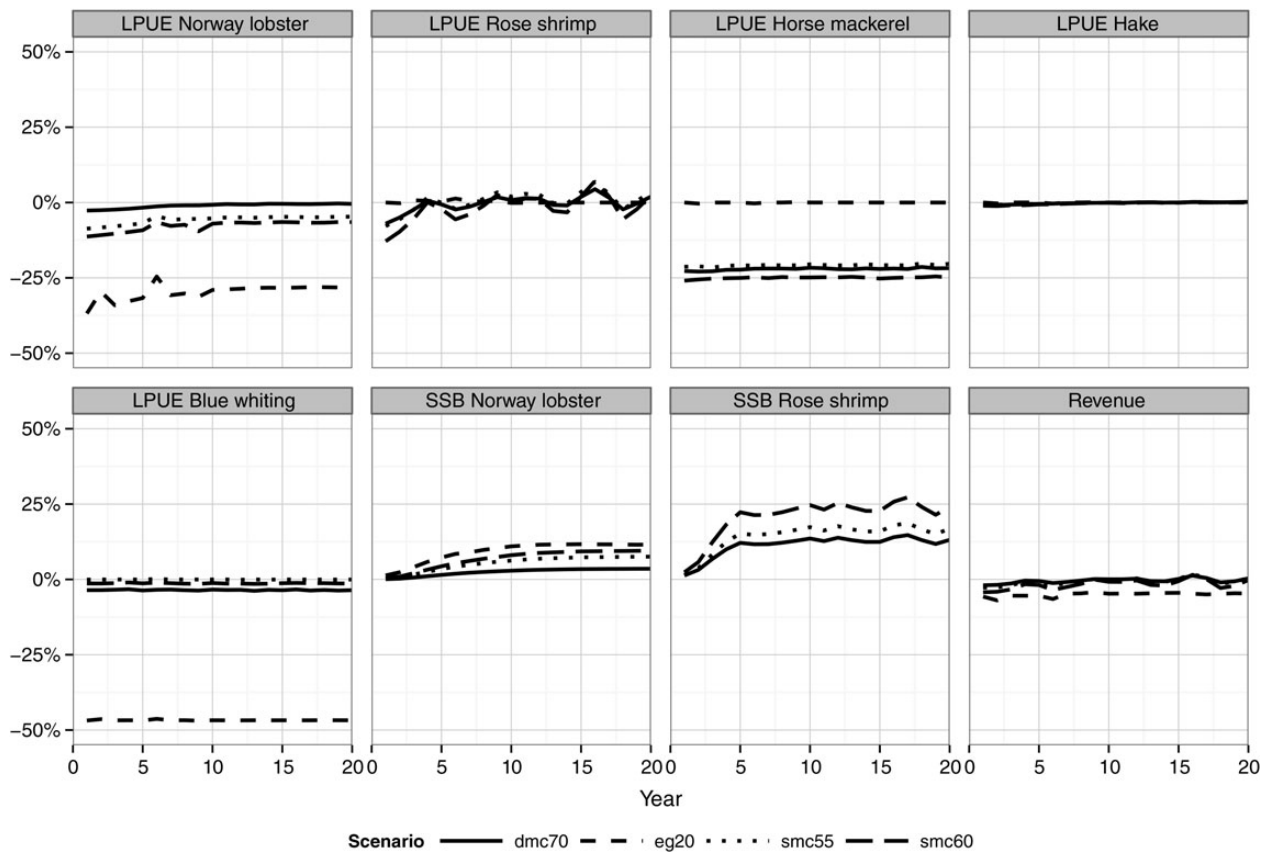 LPUE Norway lobster LPUE Rose shrimp LPUE Horse mackerel LPUE Hake
50%
25%
0%
−25%
−50%
LPUE Blue whiting SSB Norway lobster SSB Rose shrimp Revenue
50%
25%
0%
−25%
−50%
0 5 10 15 20 0 5 10 15 20 0 5 10 15 20 0 5 10 15 20
Year
Scenario dmc70 eg20 smc55 smc60